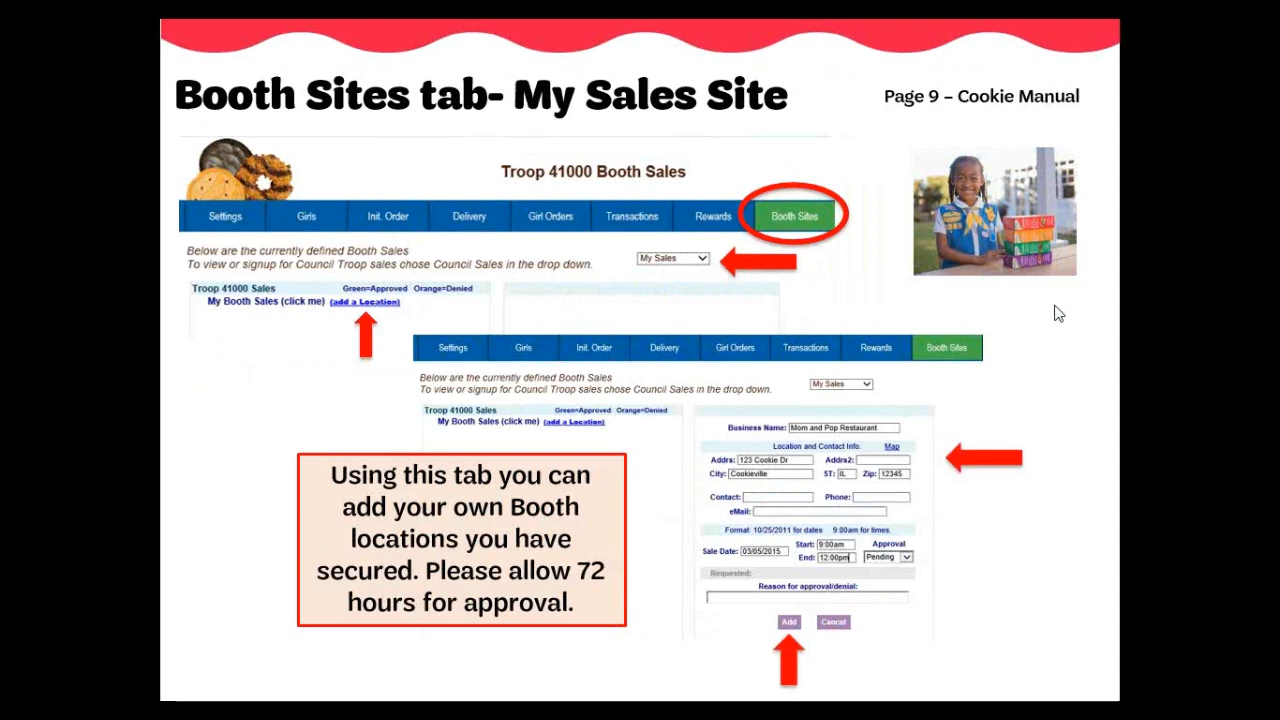 Booth Sites tab- My Sales Site
Page 9 – Cookie Manual
Troop 41000 Booth Sales
Settings Girls Init. Order Delivery Girl Orders Transactions Rewards Booth Sites
Below are the currently defined Booth Sales
To view or signup for Council Troop sales chose Council Sales in the drop down.
My Sales
Troop 41000 Sales Green=Approved Orange=Denied
My Booth Sales (click me) (add a Location)
Settings Girls Init. Order Delivery Girl Orders Transactions Rewards Booth Sites
Below are the currently defined Booth Sales
To view or signup for Council Troop sales chose Council Sales in the drop down.
My Sales
Troop 41000 Sales Green=Approved Orange=Denied
My Booth Sales (click me) (add a Location)
Business Name: Mom and Pop Restaurant
Location and Contact Info. Map
Addrs: 123 Cookie Dr Addrs2:
City: Cookieville ST: IL Zip: 12345
Contact: Phone:
eMail:
Format: 10/25/2011 for dates 9:00am for times.
Sale Date: 03/05/2015 Start: 9:00am Approval
End: 12:00pm Pending
Requested:
Reason for approval/denial:
Add Cancel
Using this tab you can
add your own Booth
locations you have
secured. Please allow 72
hours for approval.